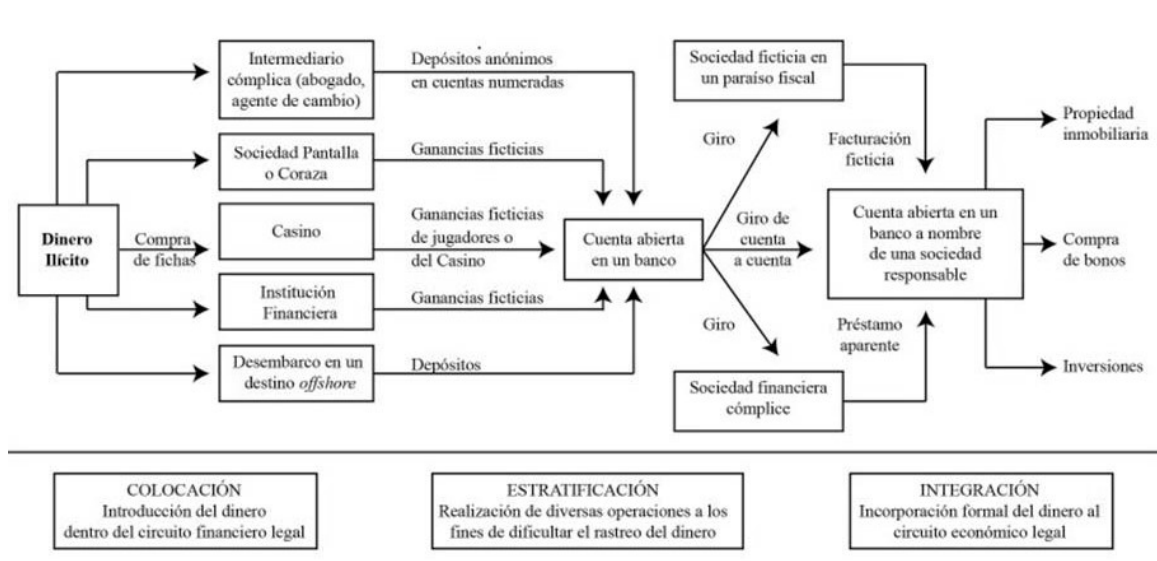 Dinero
Ilícito
Compra
de fichas
Intermediario
cómplica (abogado,
agente de cambio)
Sociedad Pantalla
o Coraza
Casino
Institución
Financiera
Desembarco en un
destino offshore
Depósitos anónimos
en cuentas numeradas
Ganancias ficticias
Ganancias ficticias
de jugadores o
del Casino
Ganancias ficticias
Depósitos
Cuenta abierta
en un banco
Giro
Giro de
cuenta
a cuenta
Giro
Sociedad ficticia en
un paraíso fiscal
Sociedad financiera
cómplice
Facturación
ficticia
Préstamo
aparente
Cuenta abierta en un
banco a nombre
de una sociedad
responsable
Propiedad
inmobiliaria
Compra
de bonos
Inversiones
COLOCACIÓN
Introducción del dinero
dentro del circuito financiero legal
ESTRATIFICACIÓN
Realización de diversas operaciones a los
fines de dificultar el rastreo del dinero
INTEGRACIÓN
Incorporación formal del dinero al
circuito económico legal